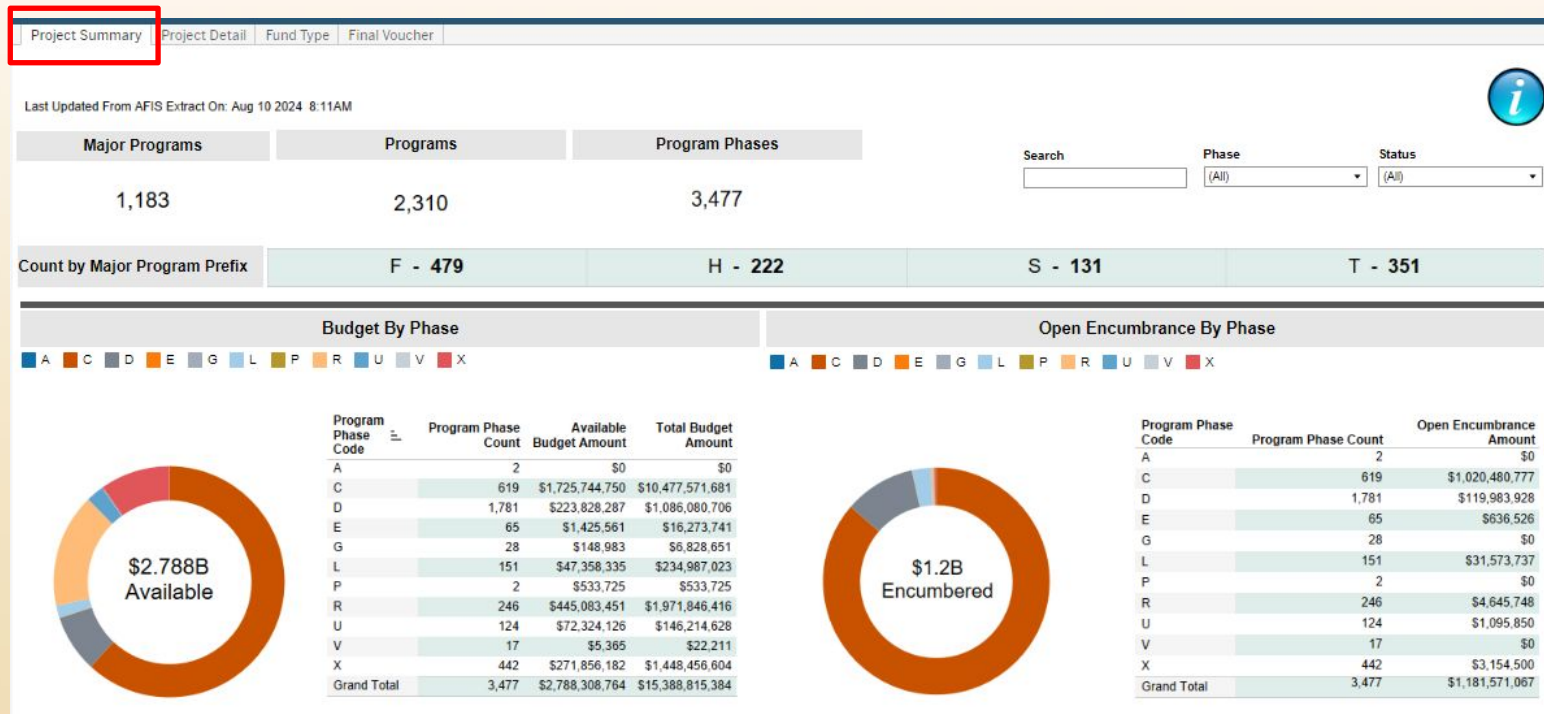 Project Summary Project Detail Fund Type Final Voucher
Last Updated From AFIS Extract On: Aug 10 2024 8:11AM
i
Major Programs Programs Program Phases
Search Phase Status
(All) (All)
1,183 2,310 3,477
Count by Major Program Prefix F - 479 H - 222 S - 131 T - 351
Budget By Phase
A C D E G L P R U V X
Program Phase Code Program Phase Count Available Budget Amount Total Budget Amount
A 2 $0 $0
C 619 $1,725,744,750 $10,477,571,681
D 1,781 $223,828,287 $1,086,080,706
E 65 $1,425,561 $16,273,741
G 28 $148,983 $6,828,651
L 151 $47,358,335 $234,987,023
P 2 $533,725 $533,725
R 246 $445,083,451 $1,971,846,416
U 124 $72,324,126 $146,214,628
V 17 $5,365 $22,211
X 442 $271,856,182 $1,448,456,604
Grand Total 3,477 $2,788,308,764 $15,388,815,384
$2.788B
Available
Open Encumbrance By Phase
A C D E G L P R U V X
Program Phase Code Program Phase Count Open Encumbrance Amount
A 2 $0
C 619 $1,020,480,777
D 1,781 $119,983,928
E 65 $636,526
G 28 $0
L 151 $31,573,737
P 2 $0
R 246 $4,645,748
U 124 $1,095,850
V 17 $0
X 442 $3,154,500
Grand Total 3,477 $1,181,571,067
$1.2B
Encumbered